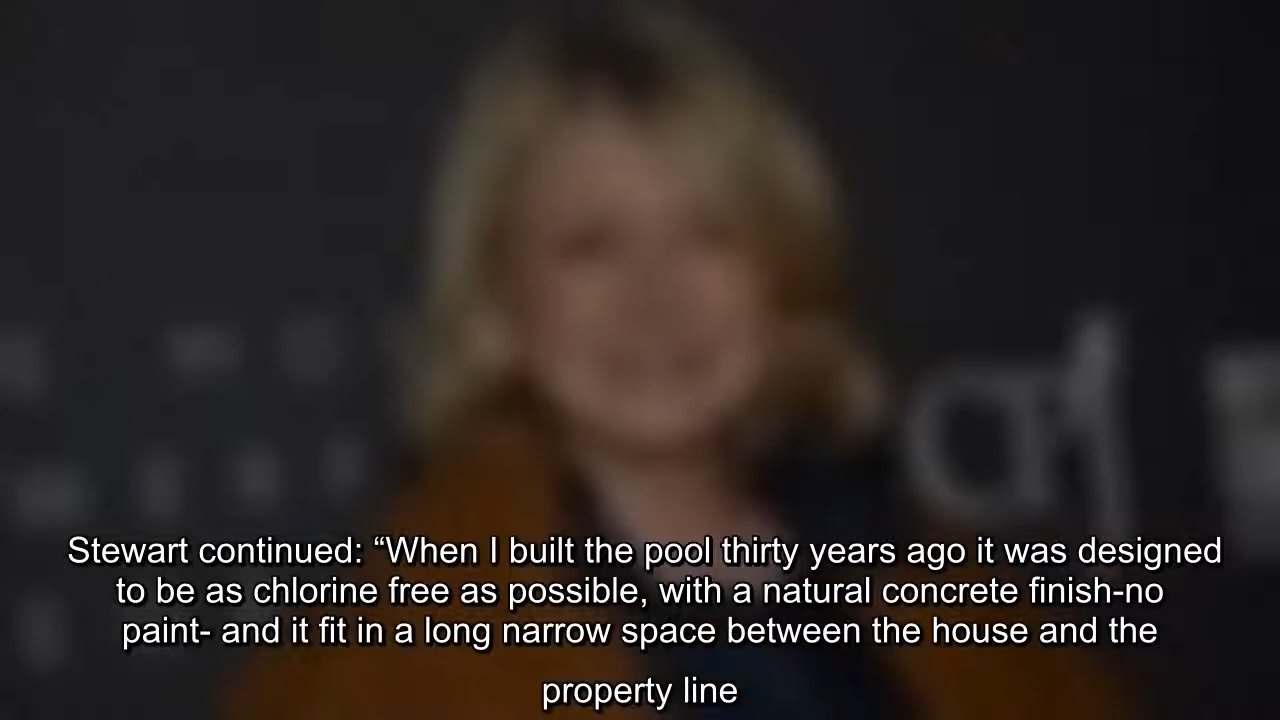 Stewart continued: “When I built the pool thirty years ago it was designed
to be as chlorine free as possible, with a natural concrete finish-no
paint- and it fit in a long narrow space between the house and the
property line